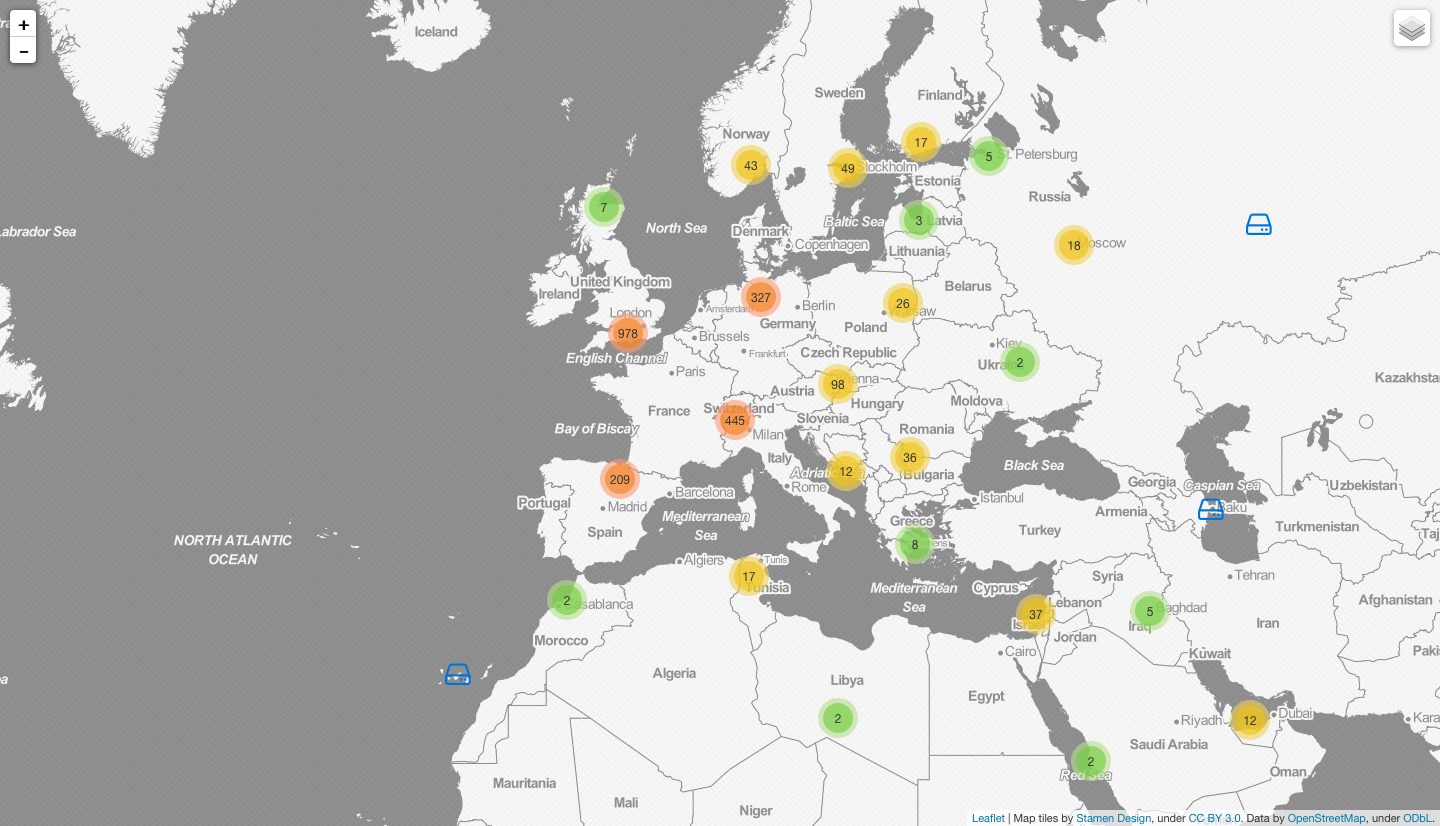 +
−
Iceland
Sweden
Finland
Norway
17
43
49
Stockholm
5
St. Petersburg
Estonia
Russia
7
North Sea
Baltic Sea
3
Latvia
Labrador Sea
Denmark
Copenhagen
18
Moscow
Lithuania
United Kingdom
Ireland
Belarus
327
26
Warsaw
Berlin
Amsterdam
London
Germany
Poland
978
Brussels
Kiev
English Channel
Frankfurt
Czech Republic
2
Ukraine
Paris
98
Vienna
Austria
Kazakhstan
Hungary
Moldova
France
Switzerland
445
Slovenia
Bay of Biscay
Milan
Romania
Italy
36
Black Sea
12
Adriatic Sea
Bulgaria
209
Rome
Georgia
Caspian Sea
Uzbekistan
Barcelona
Portugal
Madrid
Istanbul
Baku
Armenia
Mediterranean
Sea
Greece
Turkmenistan
Spain
Turkey
NORTH ATLANTIC
OCEAN
8
Athens
Algiers
Tunis
17
Tunisia
Syria
Tehran
Mediterranean
Sea
Cyprus
2
Casablanca
37
Lebanon
Israel
5
Baghdad
Iraq
Afghanistan
Iran
Morocco
Jordan
Cairo
Kuwait
Algeria
Libya
Egypt
2
Riyadh
12
Dubai
Saudi Arabia
2
Red Sea
Oman
Mauritania
Mali
Niger
Leaflet | Map tiles by Stamen Design, under CC BY 3.0. Data by OpenStreetMap, under ODbL.